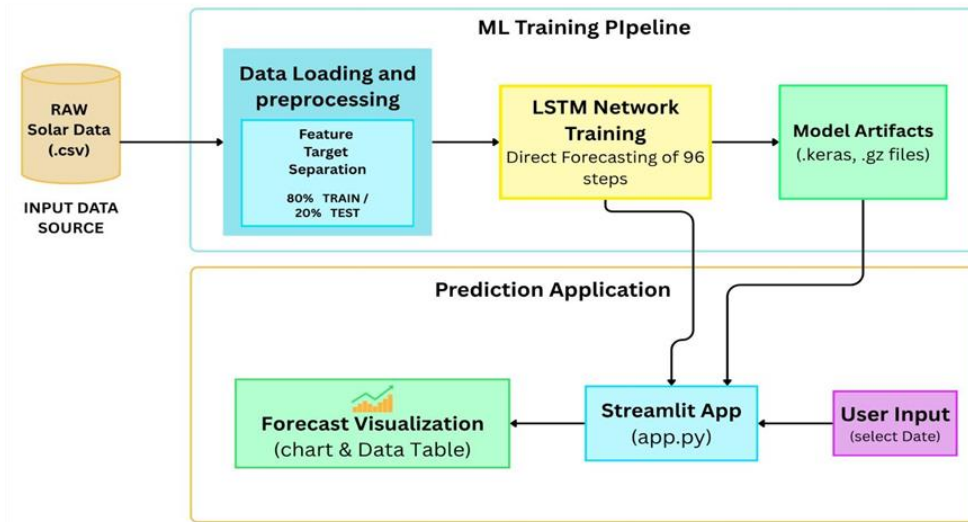 ML Training PIpeline
RAW
Solar Data
(.csv)
INPUT DATA
SOURCE
Data Loading and
preprocessing
Feature
Target
Separation
80% TRAIN /
20% TEST
LSTM Network
Training
Direct Forecasting of 96
steps
Model Artifacts
(.keras, .gz files)
Prediction Application
Forecast Visualization
(chart & Data Table)
Streamlit App
(app.py)
User Input
(select Date)